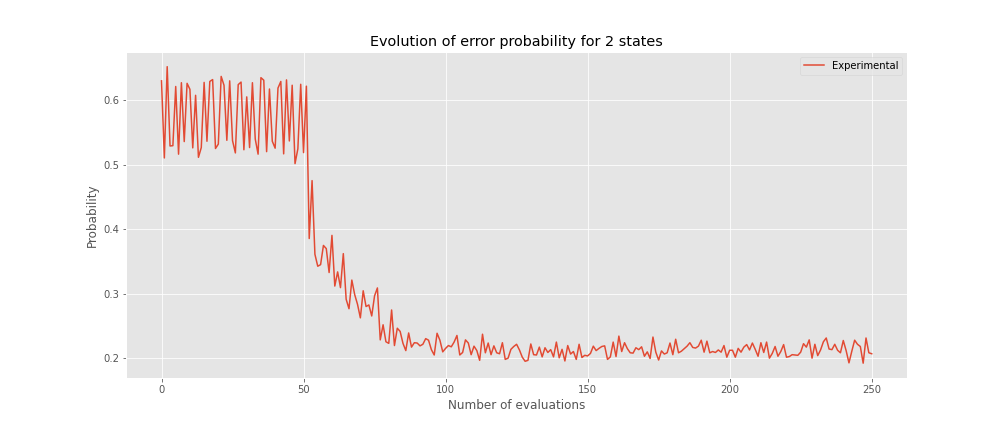 Evolution of error probability for 2 states
Experimental
Probability
0.6
0.5
0.4
0.3
0.2
0 50 100 150 200 250
Number of evaluations